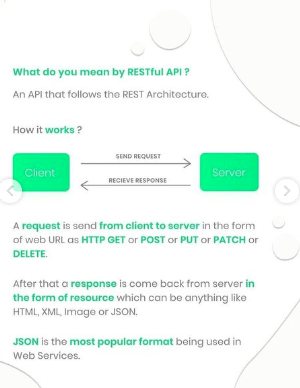 What do you mean by RESTful API ?
An API that follows the REST Architecture.
How it works ?
SEND REQUEST
Client
Server
RECIEVE RESPONSE
A request is send from client to server in the form
of web URL as HTTP GET or POST or PUT or PATCH or
DELETE.
After that a response is come back from server in
the form of resource which can be anything like
HTML, XML, Image or JSON.
JSON is the most popular format being used in
Web Services.